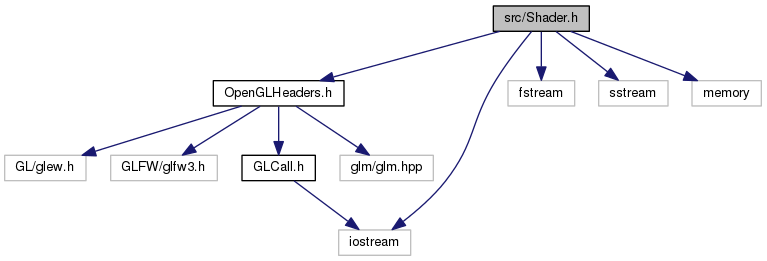 src/Shader.h
OpenGLHeaders.h
fstream
sstream
memory
GL/glew.h
GLFW/glfw3.h
GLCall.h
glm/glm.hpp
iostream